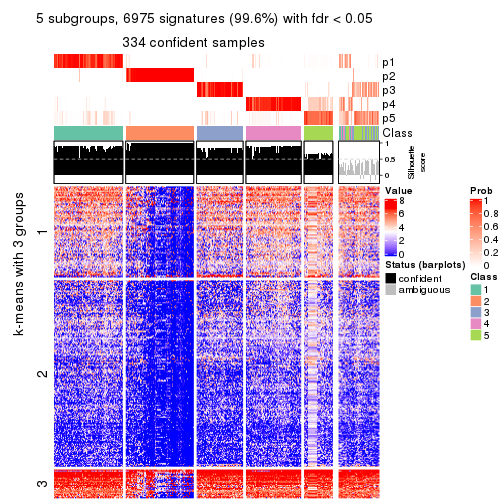 5 subgroups, 6975 signatures (99.6%) with fdr < 0.05
334 confident samples
p1
p2
p3
p4
p5
Class
1
0.5
0
Silhouette
score
k-means with 3 groups
1
2
3
Value
8
6
4
2
0
Status (barplots)
confident
ambiguous
Prob
1
0.8
0.6
0.4
0.2
0
Class
1
2
3
4
5